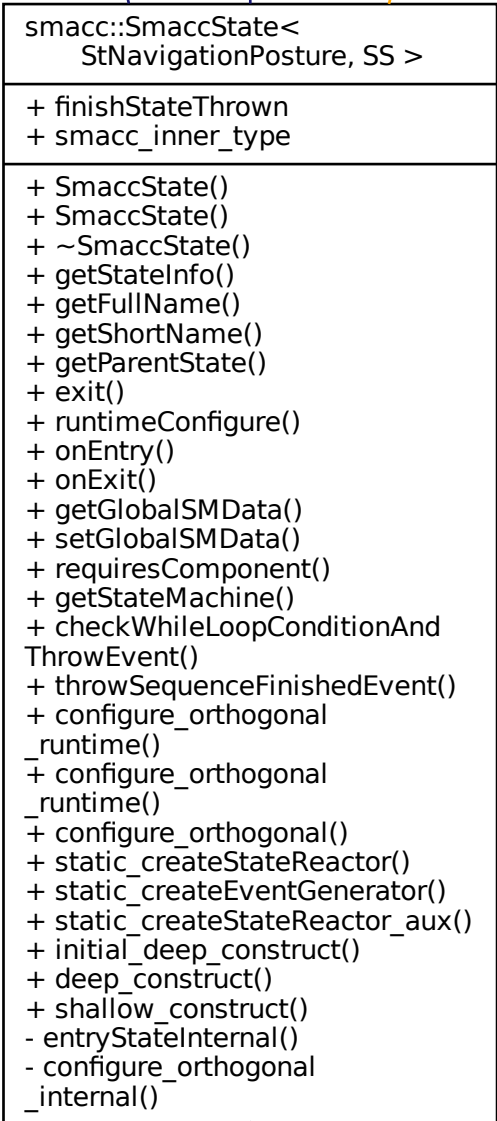 smacc::SmaccState<
StNavigationPosture, SS >
+ finishStateThrown
+ smacc_inner_type
+ SmaccState()
+ SmaccState()
+ ~SmaccState()
+ getStateInfo()
+ getFullName()
+ getShortName()
+ getParentState()
+ exit()
+ runtimeConfigure()
+ onEntry()
+ onExit()
+ getGlobalSMData()
+ setGlobalSMData()
+ requiresComponent()
+ getStateMachine()
+ checkWhileLoopConditionAnd
ThrowEvent()
+ throwSequenceFinishedEvent()
+ configure_orthogonal
_runtime()
+ configure_orthogonal
_runtime()
+ configure_orthogonal()
+ static_createStateReactor()
+ static_createEventGenerator()
+ static_createStateReactor_aux()
+ initial_deep_construct()
+ deep_construct()
+ shallow_construct()
- entryStateInternal()
- configure_orthogonal
_internal()